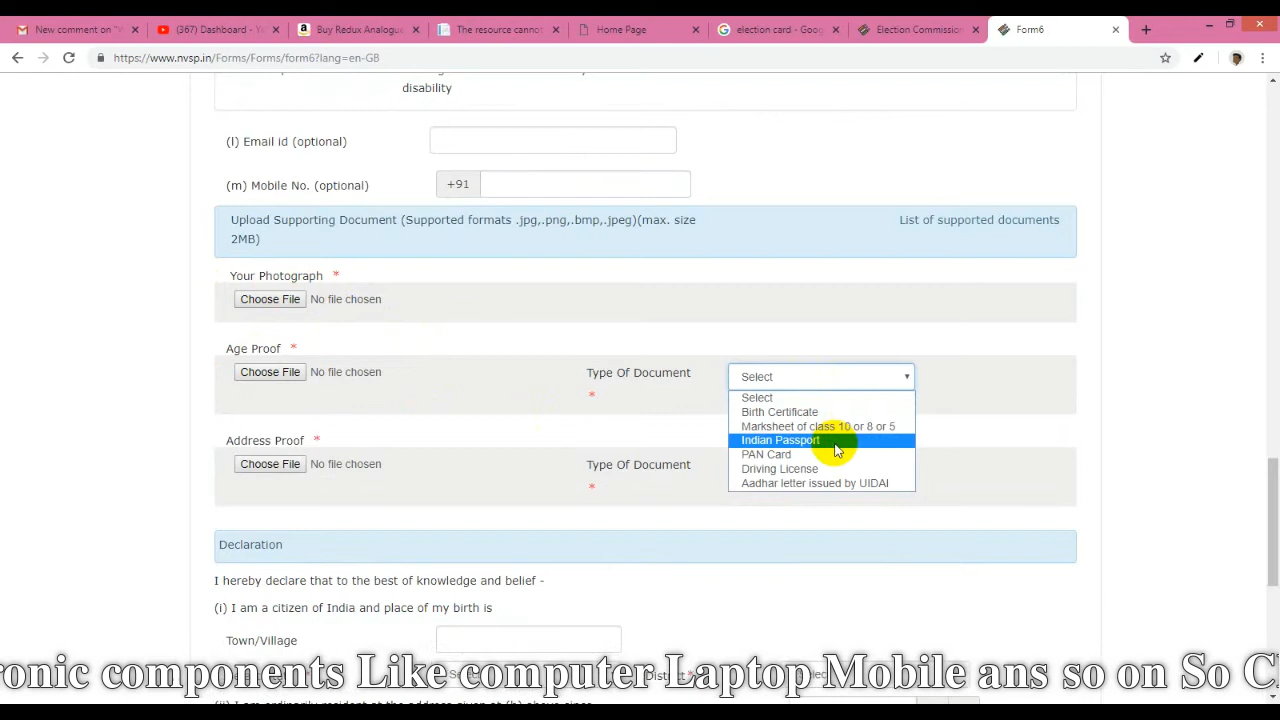 New comment on "V
(367) Dashboard - Yo
Buy Redux Analogue
The resource cannot
Home Page
election card - Goog
Election Commission
Form6
https://www.nvsp.in/Forms/Forms/form6?lang=en-GB
disability
(l) Email id (optional)
(m) Mobile No. (optional) +91
Upload Supporting Document (Supported formats .jpg,.png,.bmp,.jpeg)(max. size
2MB)
List of supported documents
Your Photograph *
Choose File No file chosen
Age Proof *
Choose File No file chosen
Type Of Document
*
Select
Select
Birth Certificate
Marksheet of class 10 or 8 or 5
Indian Passport
PAN Card
Driving License
Aadhar letter issued by UIDAI
Address Proof *
Choose File No file chosen
Type Of Document
*
Declaration
I hereby declare that to the best of knowledge and belief -
(i) I am a citizen of India and place of my birth is
Town/Village
District*
ronic components Like computer Laptop Mobile ans so on So C